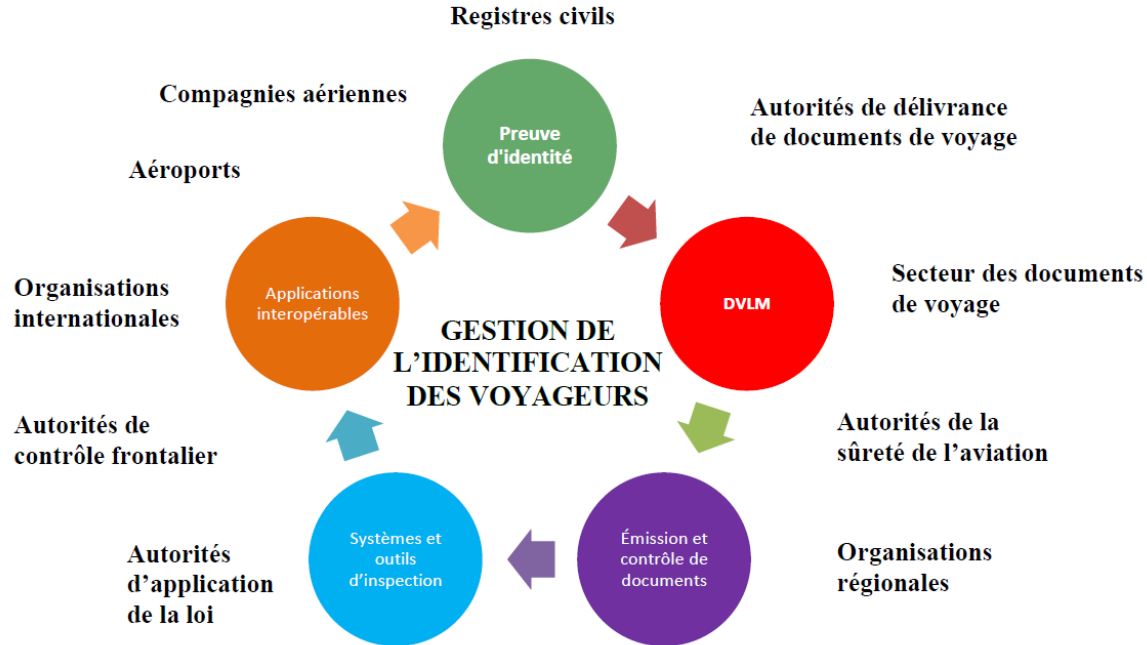 Registres civils
Compagnies aériennes
Autorités de délivrance
de documents de voyage
Preuve
d'identité
Aéroports
Organisations
internationales
Applications
interopérables
DVLM
Secteur des documents
de voyage
GESTION DE
L’IDENTIFICATION
DES VOYAGEURS
Autorités de
contrôle frontalier
Autorités de la
sûreté de l’aviation
Systèmes et
outils
d’inspection
Émission et
contrôle de
documents
Autorités
d’application
de la loi
Organisations
régionales